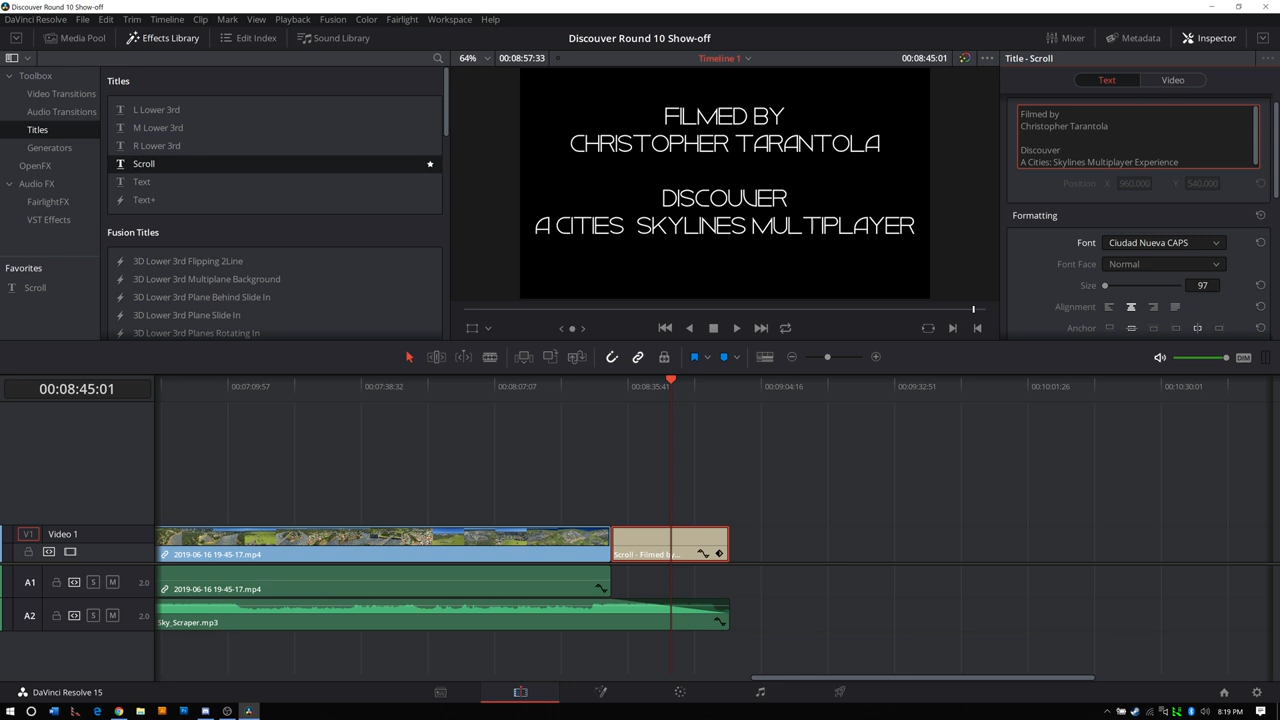 Discover Round 10 Show-off
DaVinci Resolve File Edit Trim Timeline Clip Mark View Playback Fusion Color Fairlight Workspace Help
Media Pool Effects Library Edit Index Sound Library Discover Round 10 Show-off Mixer Metadata Inspector
64% 00:08:57:33 Timeline 1 00:08:45:01 Title - Scroll
Toolbox
Video Transitions
Audio Transitions
Titles
Generators
OpenFX
Audio FX
FairlightFX
VST Effects
Favorites
Scroll
Titles
L Lower 3rd
M Lower 3rd
R Lower 3rd
Scroll
Text
Text+
Fusion Titles
3D Lower 3rd Flipping 2Line
3D Lower 3rd Multiplane Background
3D Lower 3rd Plane Behind Slide In
3D Lower 3rd Plane Slide In
3D Lower 3rd Planes Rotating In
FILMED BY
CHRISTOPHER TARANTOLA
DISCOUVER
A CITIES SKYLINES MULTIPLAYER
Text Video
Filmed by
Christopher Tarantola
Discouver
A Cities: Skylines Multiplayer Experience
Position X 960.000 Y 540.000
Formatting
Font Ciudad Nueva CAPS
Font Face Normal
Size 97
Alignment
Anchor
DIM
00:08:45:01
00:07:09:57 00:07:38:32 00:08:07:07 00:08:35:41 00:09:04:16 00:09:32:51 00:10:01:26 00:10:30:01
V1 Video 1
2019-06-16 19-45-17.mp4
Scroll - Filmed by...
A1 S M 2.0
2019-06-16 19-45-17.mp4
A2 S M 2.0
Sky_Scraper.mp3
DaVinci Resolve 15
8:19 PM